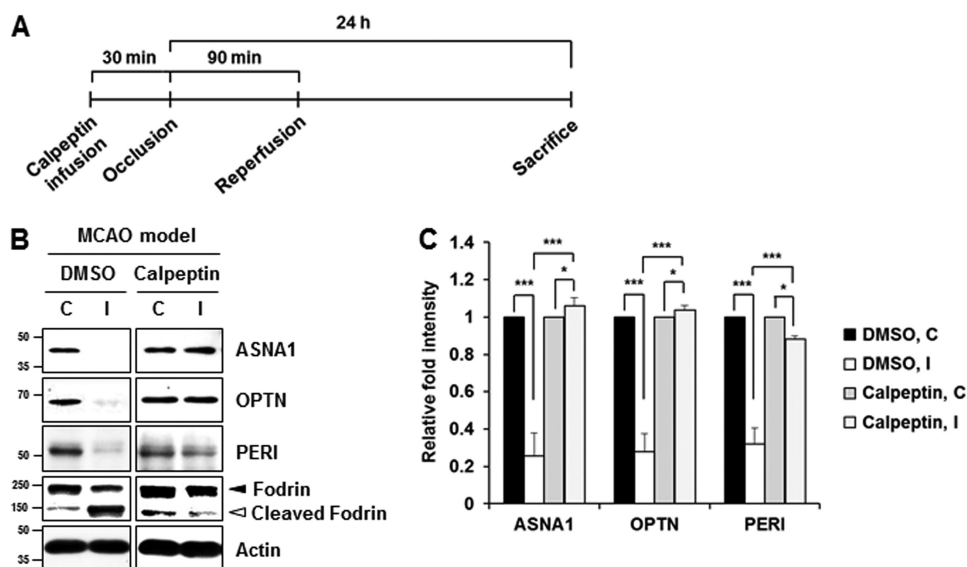 A
24 h
30 min
90 min
Calpeptin
infusion
Occlusion
Reperfusion
Sacrifice
B
MCAO model
DMSO
Calpeptin
C
I
C
I
50
35
ASNA1
70
OPTN
50
PERI
250
150
Fodrin
Cleaved Fodrin
50
35
Actin
C
Relative fold intensity
1.4
1.2
1
0.8
0.6
0.4
0.2
0
***
***
*
***
***
*
***
***
*
ASNA1
OPTN
PERI
DMSO, C
DMSO, I
Calpeptin, C
Calpeptin, I